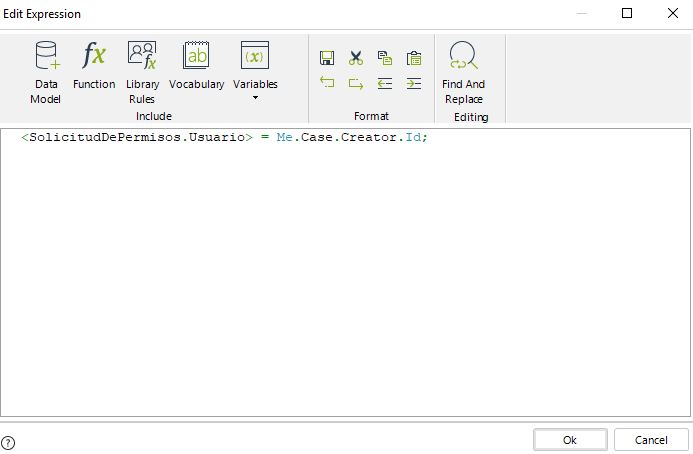 Edit Expression
Data Model
Function
Library Rules
Vocabulary
Variables
Find And Replace
Include
Format
Editing
<SolicitudDePermisos.Usuario> = Me.Case.Creator.Id;
Ok
Cancel